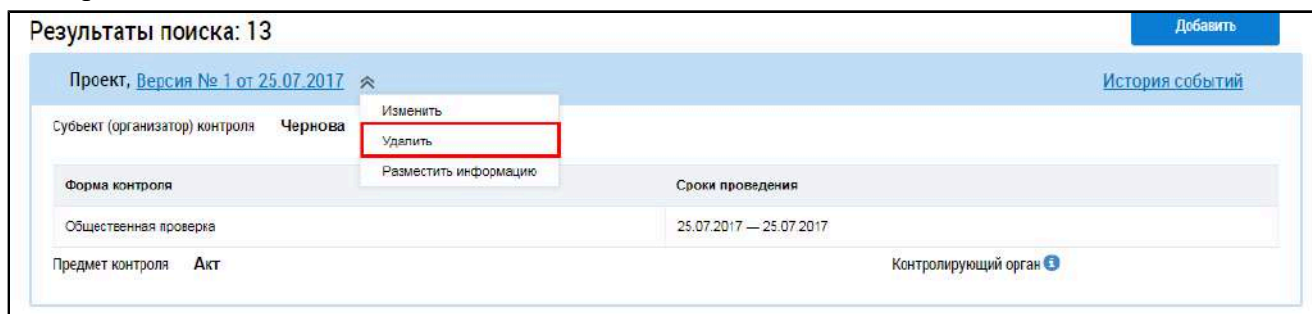 Результаты поиска: 13
Добавить
Проект, Версия № 1 от 25.07.2017
История событий
Изменить
Субъект (организатор) контроля Чернова
Удалить
Разместить информацию
Форма контроля
Сроки проведения
Общественная проверка
25.07.2017 — 25.07.2017
Предмет контроля Акт
Контролирующий орган